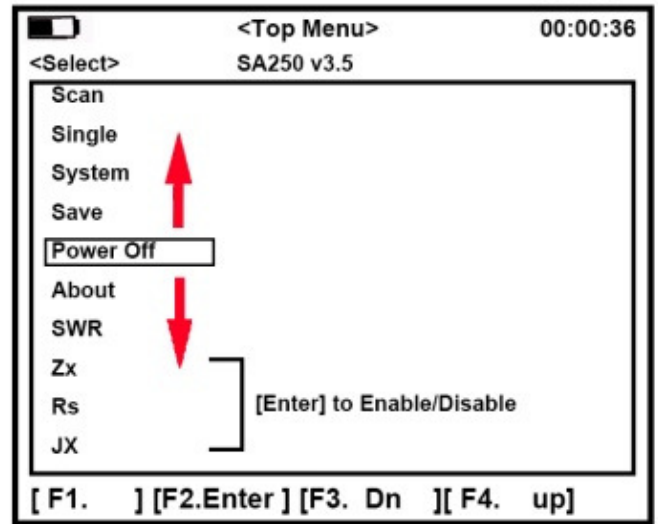 <Top Menu> 00:00:36
<Select> SA250 v3.5
Scan
Single
System
Save
Power Off
About
SWR
Zx
Rs [Enter] to Enable/Disable
JX
[ F1. ] [F2.Enter ] [F3. Dn ][ F4. up]